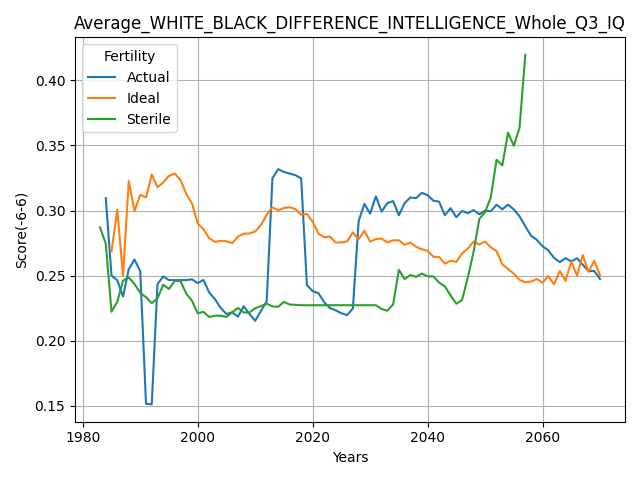 Average_WHITE_BLACK_DIFFERENCE_INTELLIGENCE_Whole_Q3_IQ
Fertility
Actual
Ideal
Sterile
Score(-6-6)
0.40
0.35
0.30
0.25
0.20
0.15
1980 2000 2020 2040 2060
Years